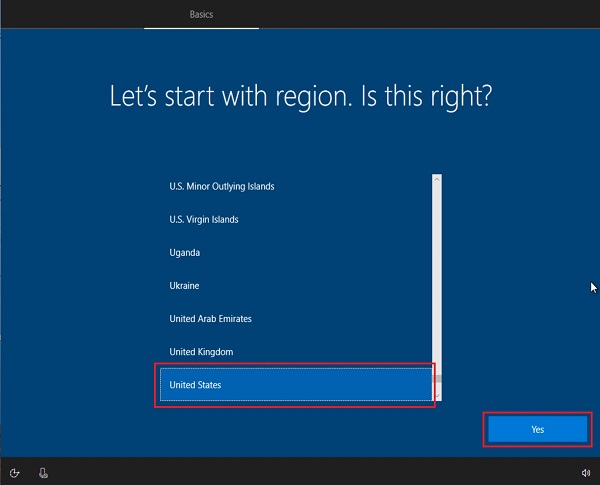 Basics
Let's start with region. Is this right?
U.S. Minor Outlying Islands
U.S. Virgin Islands
Uganda
Ukraine
United Arab Emirates
United Kingdom
United States
Yes